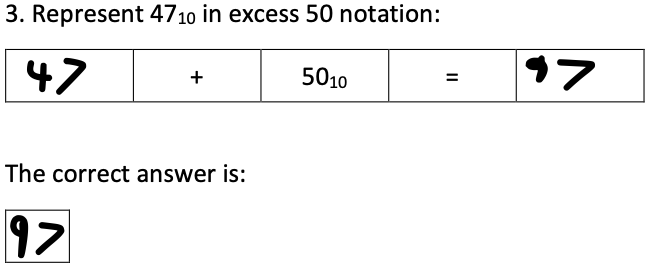 3. Represent 47₁₀ in excess 50 notation:
47 + 50₁₀ = 97
The correct answer is:
97